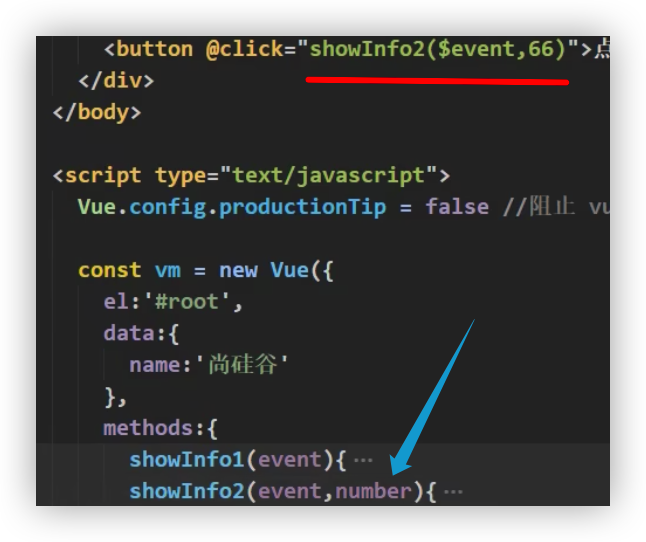 <button @click="showInfo2($event,66)">点
</div>
</body>
<script type="text/javascript">
Vue.config.productionTip = false //阻止 vu
const vm = new Vue({
el:'#root',
data:{
name:'尚硅谷'
},
methods:{
showInfo1(event){ ···
showInfo2(event,number){ ···